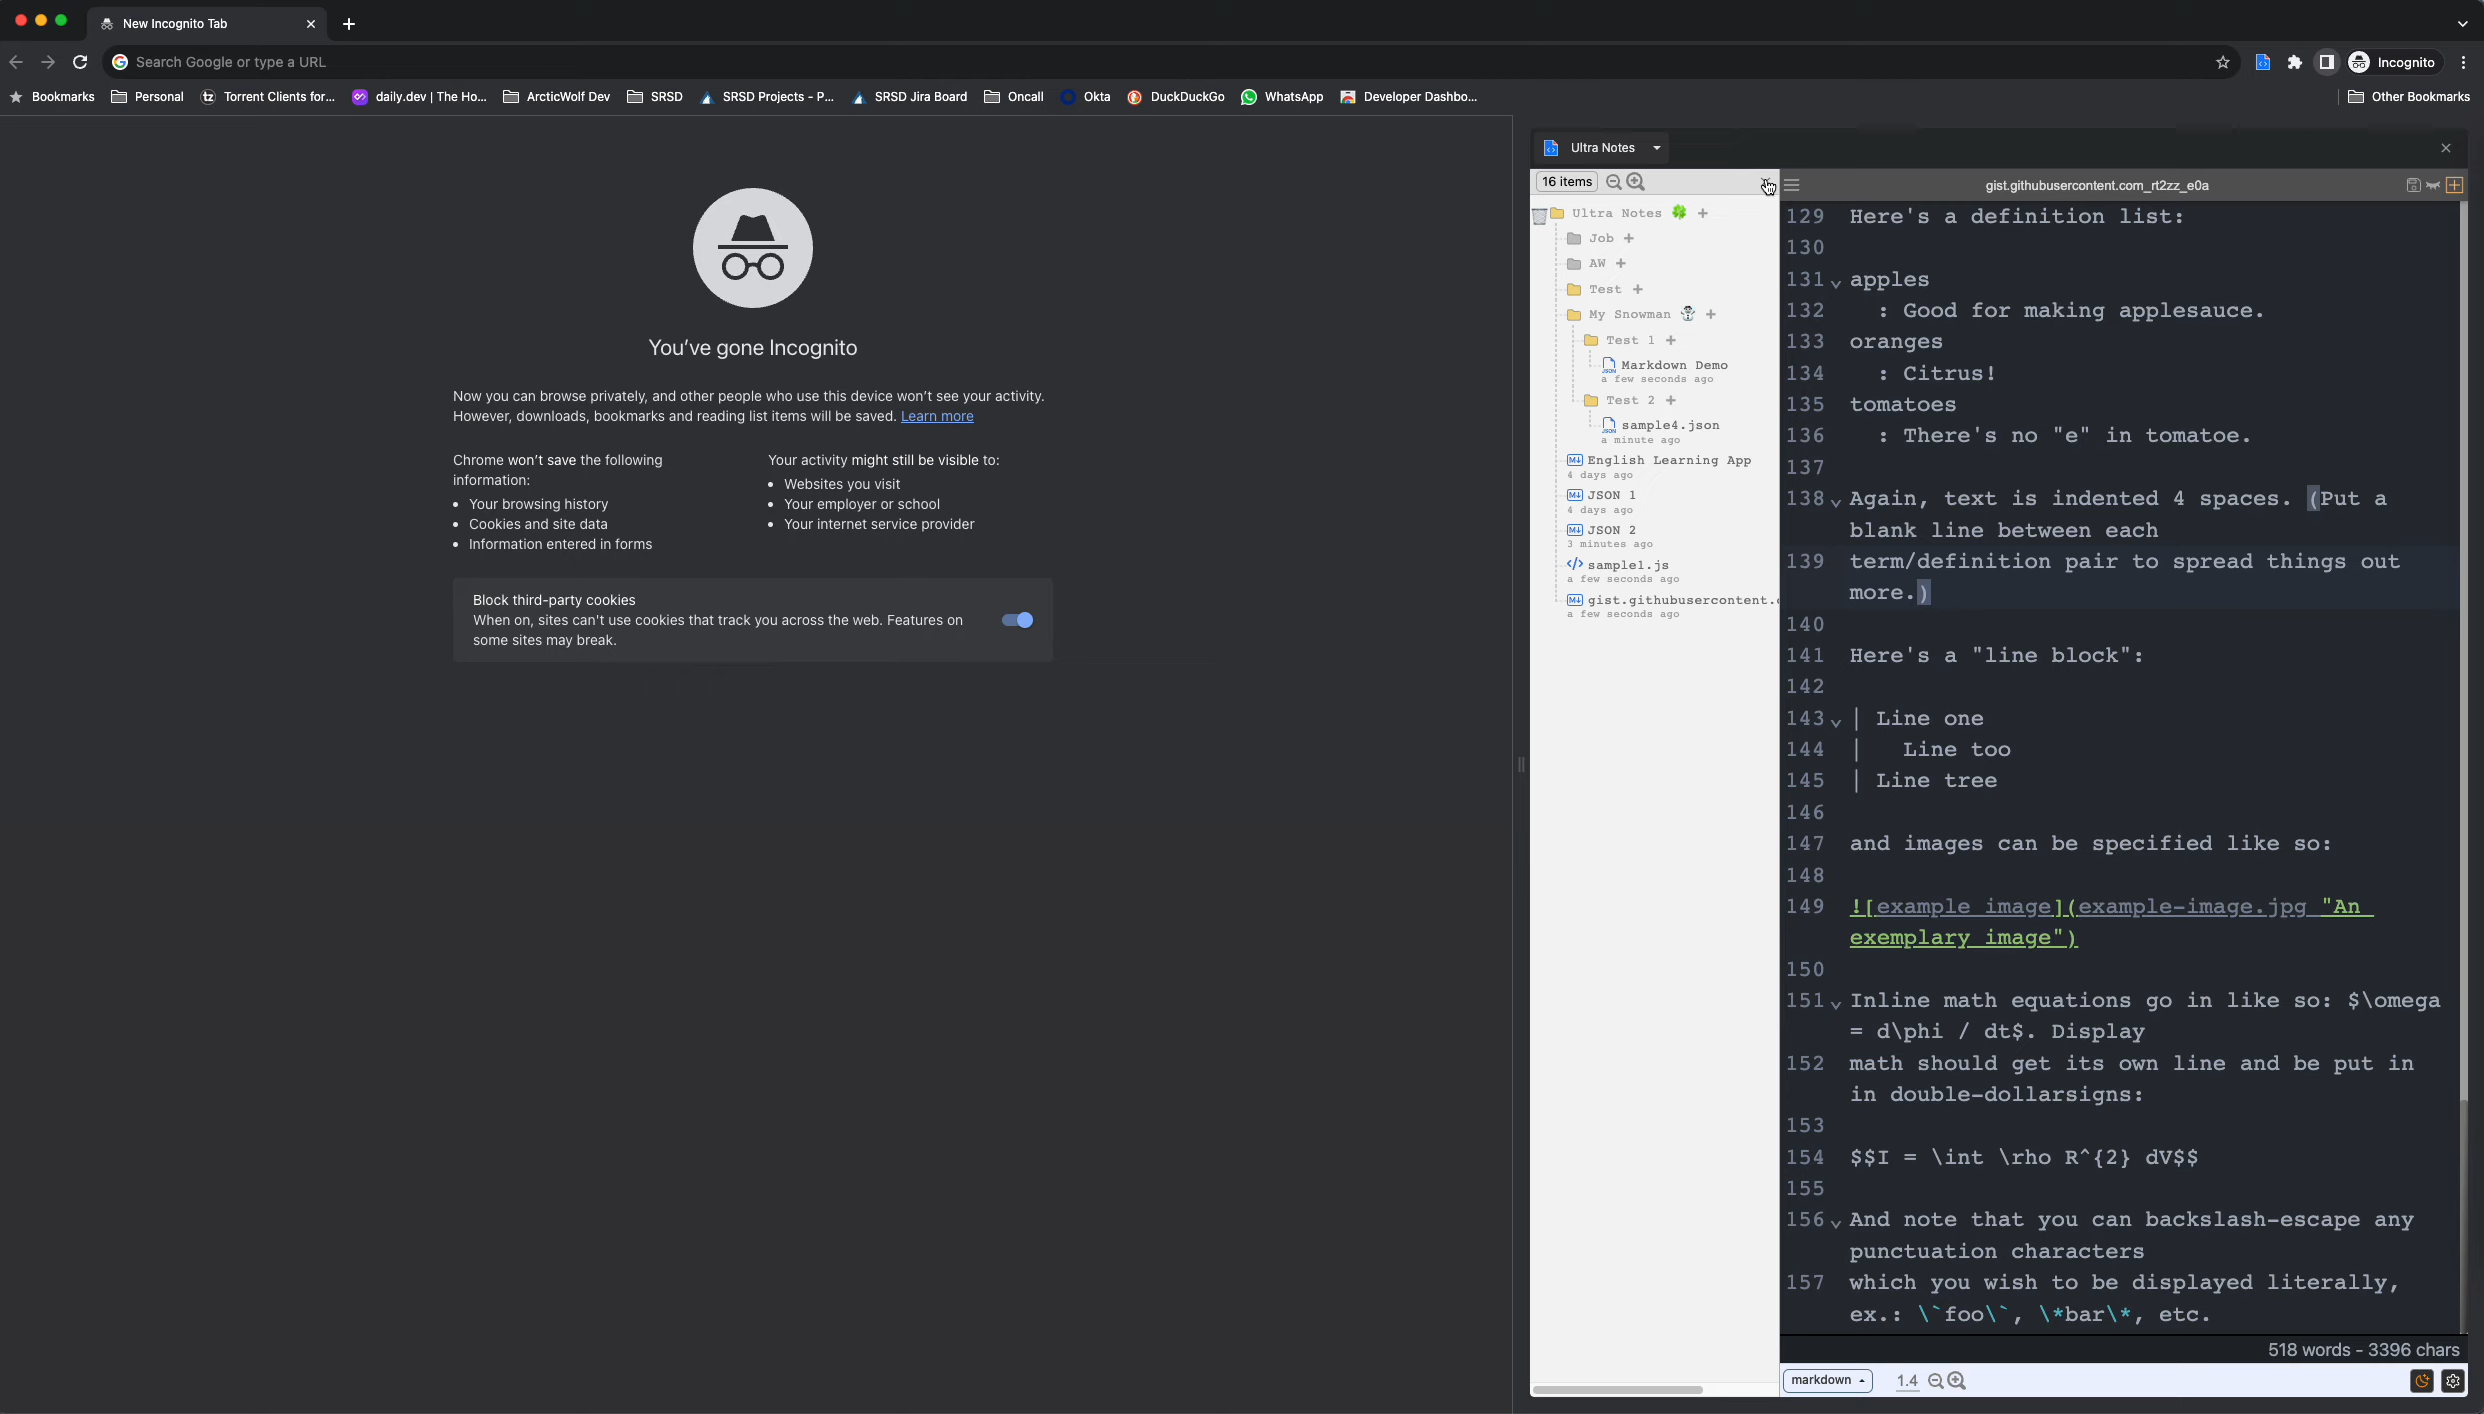 New Incognito Tab
Search Google or type a URL
Incognito
Bookmarks Personal Torrent Clients for... daily.dev | The Ho... ArcticWolf Dev SRSD SRSD Projects - P... SRSD Jira Board Oncall Okta DuckDuckGo WhatsApp Developer Dashbo... Other Bookmarks
You've gone Incognito
Now you can browse privately, and other people who use this device won't see your activity.
However, downloads, bookmarks and reading list items will be saved. Learn more
Chrome won't save the following
information:
• Your browsing history
• Cookies and site data
• Information entered in forms
Your activity might still be visible to:
• Websites you visit
• Your employer or school
• Your internet service provider
Block third-party cookies
When on, sites can't use cookies that track you across the web. Features on
some sites may break.
Ultra Notes
16 items
Ultra Notes 🍀 +
Job +
AW +
Test +
My Snowman ☃ +
Test 1 +
Markdown Demo
a few seconds ago
Test 2 +
sample4.json
a minute ago
English Learning App
4 days ago
JSON 1
4 days ago
JSON 2
3 minutes ago
sample1.js
a few seconds ago
gist.githubusercontent.
a few seconds ago
gist.githubusercontent.com_rt2zz_e0a
129 Here's a definition list:
130
131 apples
132   : Good for making applesauce.
133 oranges
134   : Citrus!
135 tomatoes
136   : There's no "e" in tomatoe.
137
138 Again, text is indented 4 spaces. (Put a
blank line between each
139 term/definition pair to spread things out
more.)
140
141 Here's a "line block":
142
143 | Line one
144 |   Line too
145 | Line tree
146
147 and images can be specified like so:
148
149 ![example image](example-image.jpg "An
exemplary image")
150
151 Inline math equations go in like so: $\omega
= d\phi / dt$. Display
152 math should get its own line and be put in
in double-dollarsigns:
153
154 $$I = \int \rho R^{2} dV$$
155
156 And note that you can backslash-escape any
punctuation characters
157 which you wish to be displayed literally,
ex.: \`foo\`, \*bar\*, etc.
518 words - 3396 chars
markdown 1.4